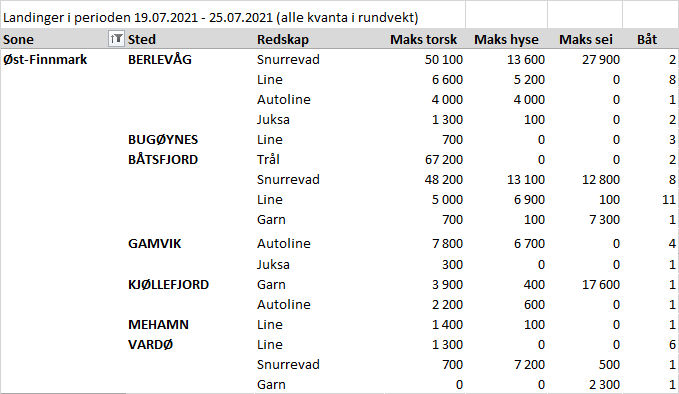 Landinger i perioden 19.07.2021 - 25.07.2021 (alle kvanta i rundvekt)
Sone Sted Redskap Maks torsk Maks hyse Maks sei Båt
Øst-Finnmark BERLEVÅG Snurrevad 50 100 13 600 27 900 2
Line 6 600 5 200 0 8
Autoline 4 000 4 000 0 1
Juksa 1 300 100 0 2
BUGØYNES Line 700 0 0 3
BÅTSFJORD Trål 67 200 0 0 2
Snurrevad 48 200 13 100 12 800 8
Line 5 000 6 900 100 11
Garn 700 100 7 300 1
GAMVIK Autoline 7 800 6 700 0 4
Juksa 300 0 0 1
KJØLLEFJORD Garn 3 900 400 17 600 1
Autoline 2 200 600 0 1
MEHAMN Line 1 400 100 0 1
VARDØ Line 1 300 0 0 6
Snurrevad 700 7 200 500 1
Garn 0 0 2 300 1